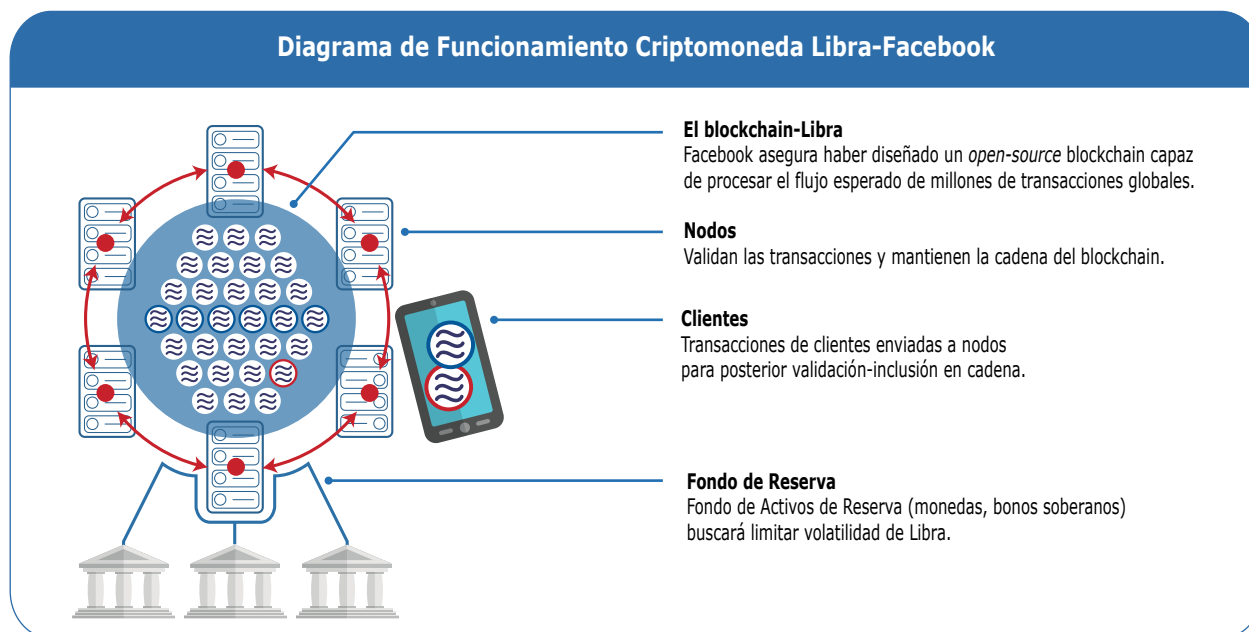 Diagrama de Funcionamiento Criptomoneda Libra-Facebook
El blockchain-Libra
Facebook asegura haber diseñado un open-source blockchain capaz
de procesar el flujo esperado de millones de transacciones globales.
Nodos
Validan las transacciones y mantienen la cadena del blockchain.
Clientes
Transacciones de clientes enviadas a nodos
para posterior validación-inclusión en cadena.
Fondo de Reserva
Fondo de Activos de Reserva (monedas, bonos soberanos)
buscará limitar volatilidad de Libra.